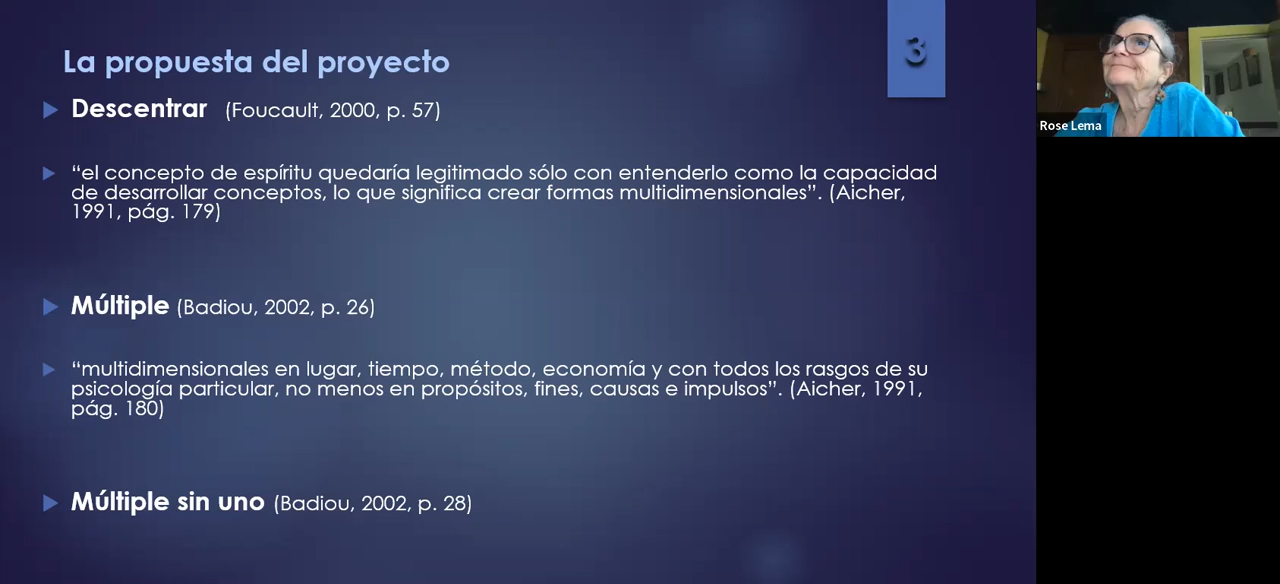 La propuesta del proyecto
3
Descentrar (Foucault, 2000, p. 57)
“el concepto de espíritu quedaría legitimado sólo con entenderlo como la capacidad
de desarrollar conceptos, lo que significa crear formas multidimensionales”. (Aicher,
1991, pág. 179)
Múltiple (Badiou, 2002, p. 26)
“multidimensionales en lugar, tiempo, método, economía y con todos los rasgos de su
psicología particular, no menos en propósitos, fines, causas e impulsos”. (Aicher, 1991,
pág. 180)
Múltiple sin uno (Badiou, 2002, p. 28)
Rose Lema